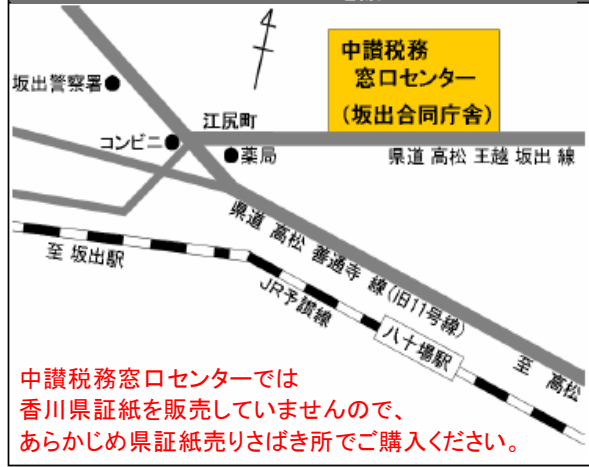 4
中讃税務
窓口センター
(坂出合同庁舎)
坂出警察署●
江尻町
コンビニ●
●薬局
県道 高松 王越 坂出 線
県道 高松 善通寺 線(旧11号線)
至 坂出駅
JR予讃線
八十場駅
至 高松
中讃税務窓口センターでは
香川県証紙を販売していませんので、
あらかじめ県証紙売りさばき所でご購入ください。